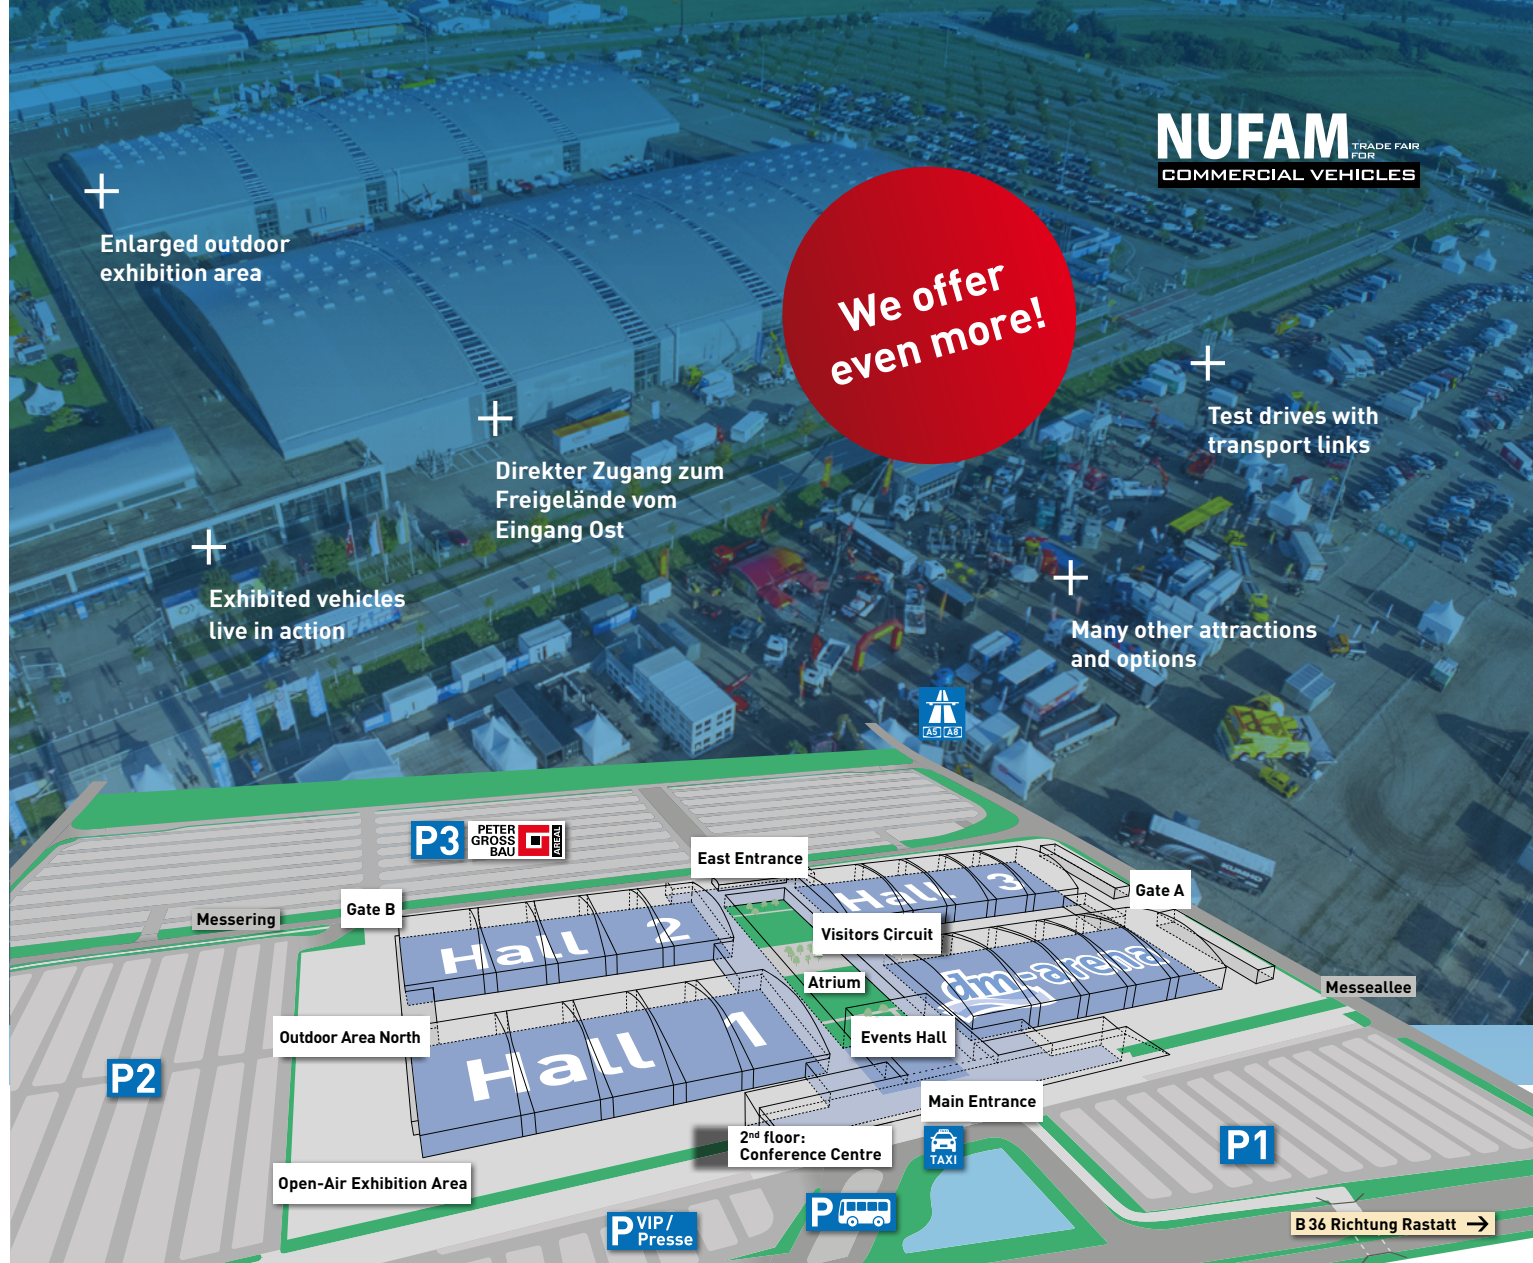 NUFAM
TRADE FAIR
FOR
COMMERCIAL VEHICLES
Enlarged outdoor
exhibition area
We offer
even more!
Test drives with
transport links
Direkter Zugang zum
Freigelände vom
Eingang Ost
Exhibited vehicles
live in action
Many other attractions
and options
A5 A8
P3
PETER
GROSS
BAU
AREAL
East Entrance
Hall 3
Gate A
Gate B
Messering
Hall 2
Visitors Circuit
dm-arena
Atrium
Messeallee
Outdoor Area North
Hall 1
Events Hall
P2
Main Entrance
2nd floor:
Conference Centre
TAXI
P1
Open-Air Exhibition Area
P
P VIP/
Presse
B 36 Richtung Rastatt